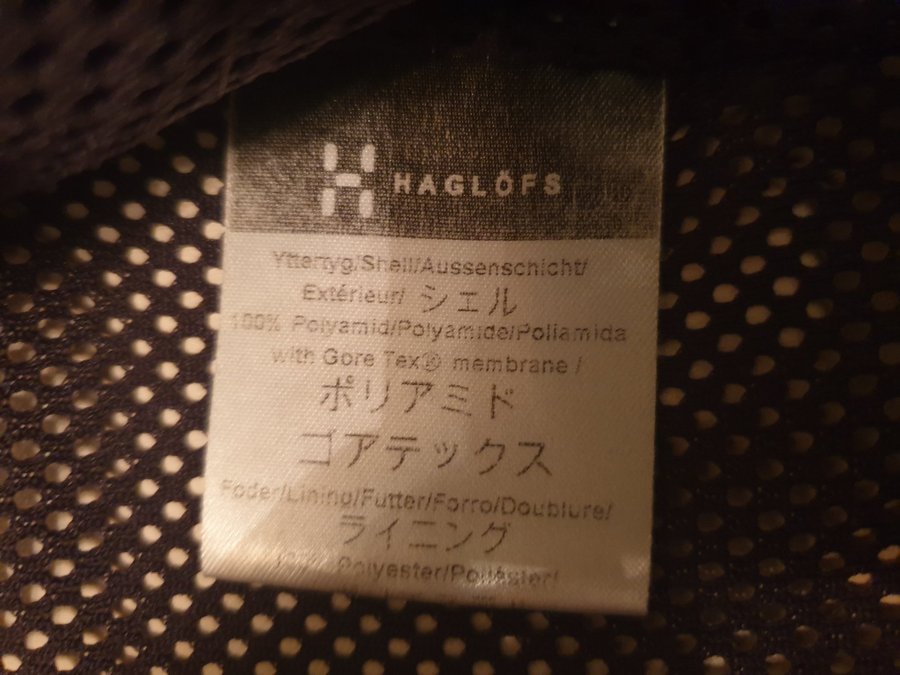 HAGLÖFS
Yttertyg/Shell/Aussenschicht/
Extérieur/ シェル
100% Polyamid/Polyamide/Poliamida
with Gore Tex® membrane /
ポリアミド
ゴアテックス
Foder/Lining/Futter/Forro/Doublure/
ライニング
100% Polyester/Poliéster/